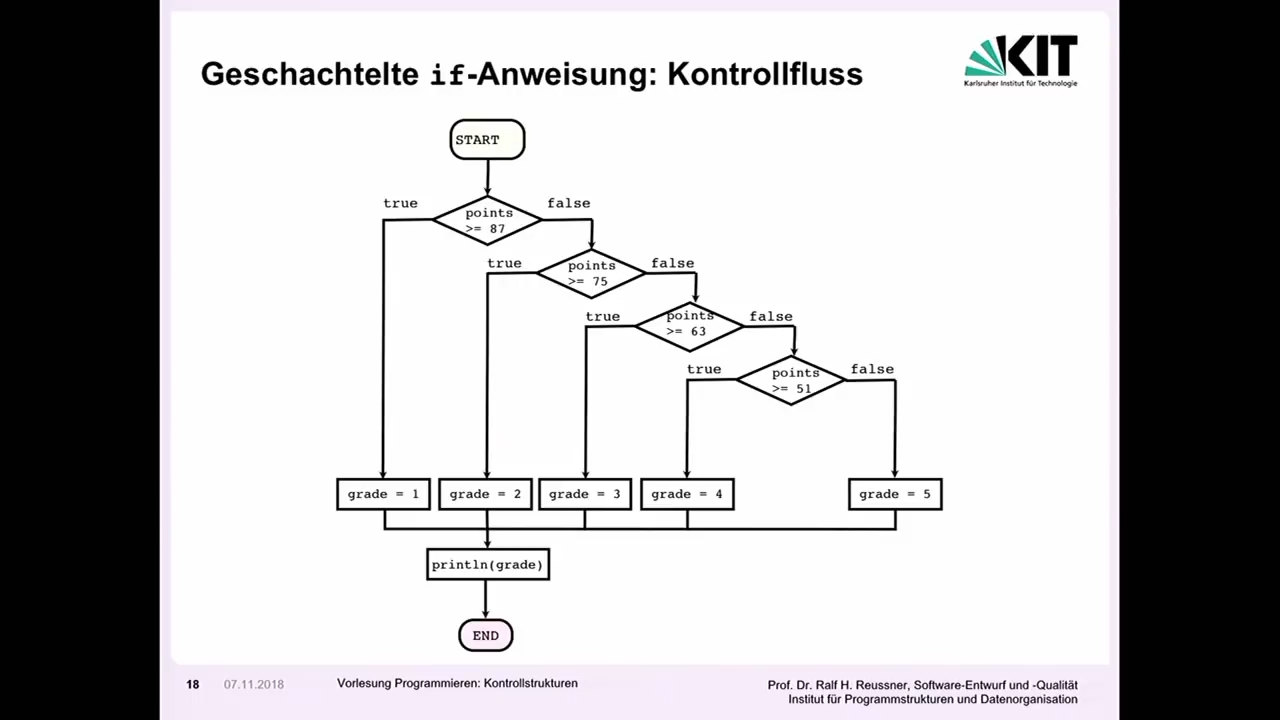 Geschachtelte if-Anweisung: Kontrollfluss
KIT
Karlsruher Institut für Technologie
START
true
false
points
>= 87
true
false
points
>= 75
true
false
points
>= 63
true
false
points
>= 51
grade = 1
grade = 2
grade = 3
grade = 4
grade = 5
println(grade)
END
18
07.11.2018
Vorlesung Programmieren: Kontrollstrukturen
Prof. Dr. Ralf H. Reussner, Software-Entwurf und -Qualität
Institut für Programmstrukturen und Datenorganisation